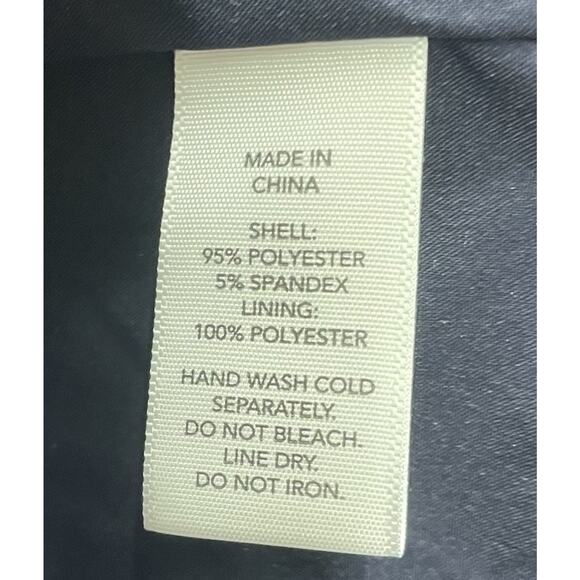 MADE IN
CHINA
SHELL:
95% POLYESTER
5% SPANDEX
LINING:
100% POLYESTER
HAND WASH COLD
SEPARATELY.
DO NOT BLEACH.
LINE DRY.
DO NOT IRON.